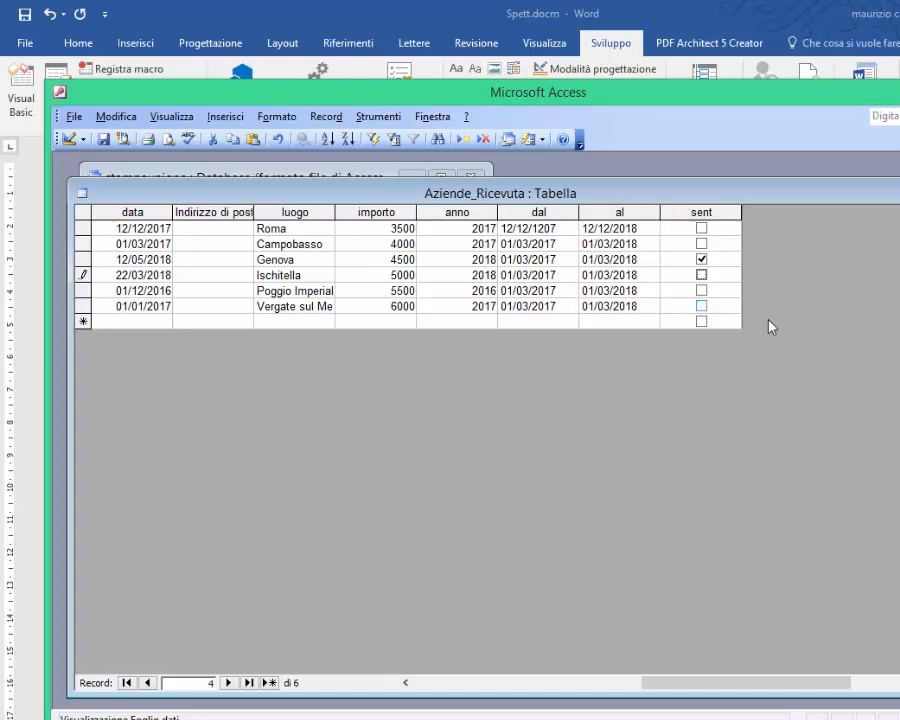 Spett.docm - Word
maurizio c
File Home Inserisci Progettazione Layout Riferimenti Lettere Revisione Visualizza Sviluppo PDF Architect 5 Creator Che cosa si vuole fare
Visual Basic
Registra macro
Aa Aa
Modalità progettazione
Microsoft Access
File Modifica Visualizza Inserisci Formato Record Strumenti Finestra ?
Digita
Aziende_Ricevuta : Tabella
data Indirizzo di post luogo importo anno dal al sent
12/12/2017 Roma 3500 2017 12/12/1207 12/12/2018
01/03/2017 Campobasso 4000 2017 01/03/2017 01/03/2018
12/05/2018 Genova 4500 2018 01/03/2017 01/03/2018
22/03/2018 Ischitella 5000 2018 01/03/2017 01/03/2018
01/12/2016 Poggio Imperial 5500 2016 01/03/2017 01/03/2018
01/01/2017 Vergate sul Me 6000 2017 01/03/2017 01/03/2018
Record: 4 di 6
Visualizzazione Foglio dati